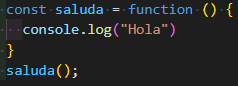 const saluda = function () {
  console.log("Hola")
}
saluda();